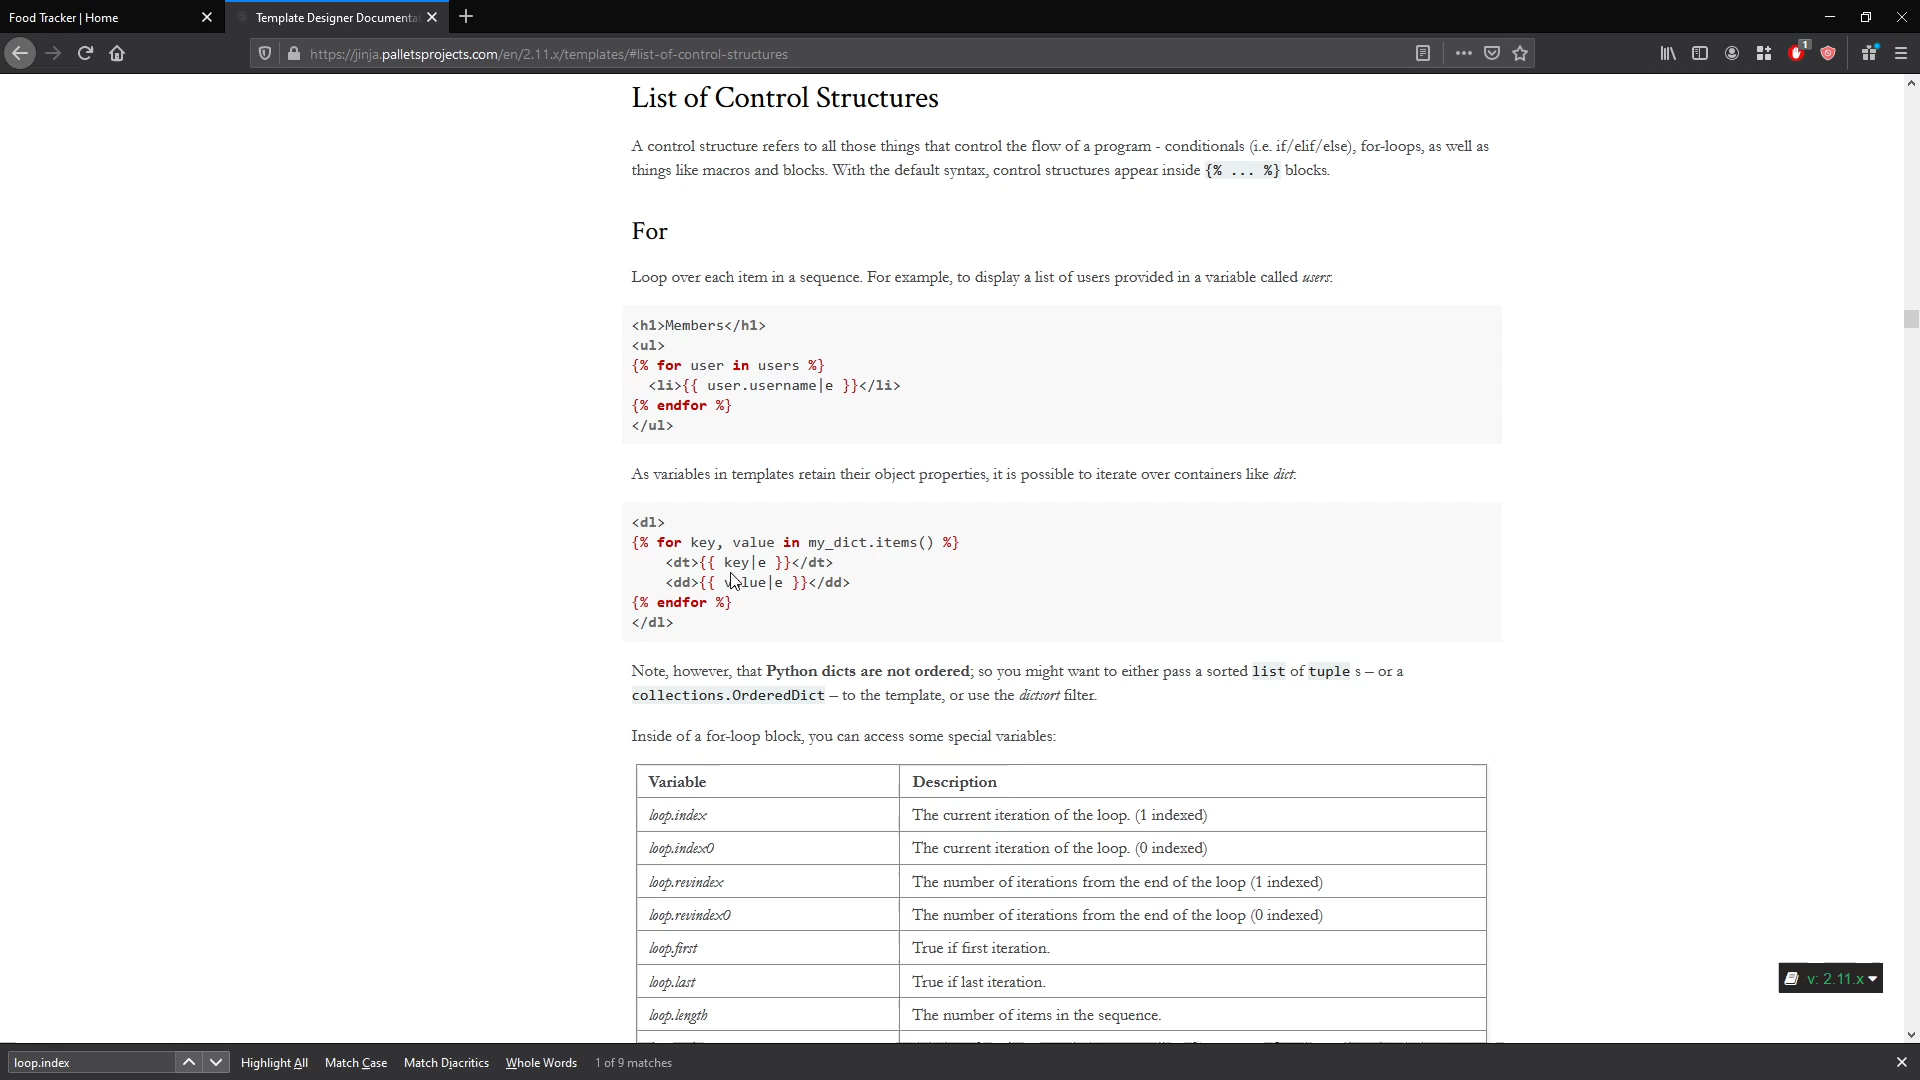 Food Tracker | Home
Template Designer Documenta
https://jinja.palletsprojects.com/en/2.11.x/templates/#list-of-control-structures
1
List of Control Structures
A control structure refers to all those things that control the flow of a program - conditionals (i.e. if/elif/else), for-loops, as well as
things like macros and blocks. With the default syntax, control structures appear inside {% ... %} blocks.
For
Loop over each item in a sequence. For example, to display a list of users provided in a variable called users:
<h1>Members</h1>
<ul>
{% for user in users %}
<li>{{ user.username|e }}</li>
{% endfor %}
</ul>
As variables in templates retain their object properties, it is possible to iterate over containers like dict:
<dl>
{% for key, value in my_dict.items() %}
<dt>{{ key|e }}</dt>
<dd>{{ value|e }}</dd>
{% endfor %}
</dl>
Note, however, that Python dicts are not ordered; so you might want to either pass a sorted list of tuple s – or a
collections.OrderedDict – to the template, or use the dictsort filter.
Inside of a for-loop block, you can access some special variables:
Variable Description
loop.index The current iteration of the loop. (1 indexed)
loop.index0 The current iteration of the loop. (0 indexed)
loop.revindex The number of iterations from the end of the loop (1 indexed)
loop.revindex0 The number of iterations from the end of the loop (0 indexed)
loop.first True if first iteration.
loop.last True if last iteration.
loop.length The number of items in the sequence.
v: 2.11.x
loop.index Highlight All Match Case Match Diacritics Whole Words 1 of 9 matches